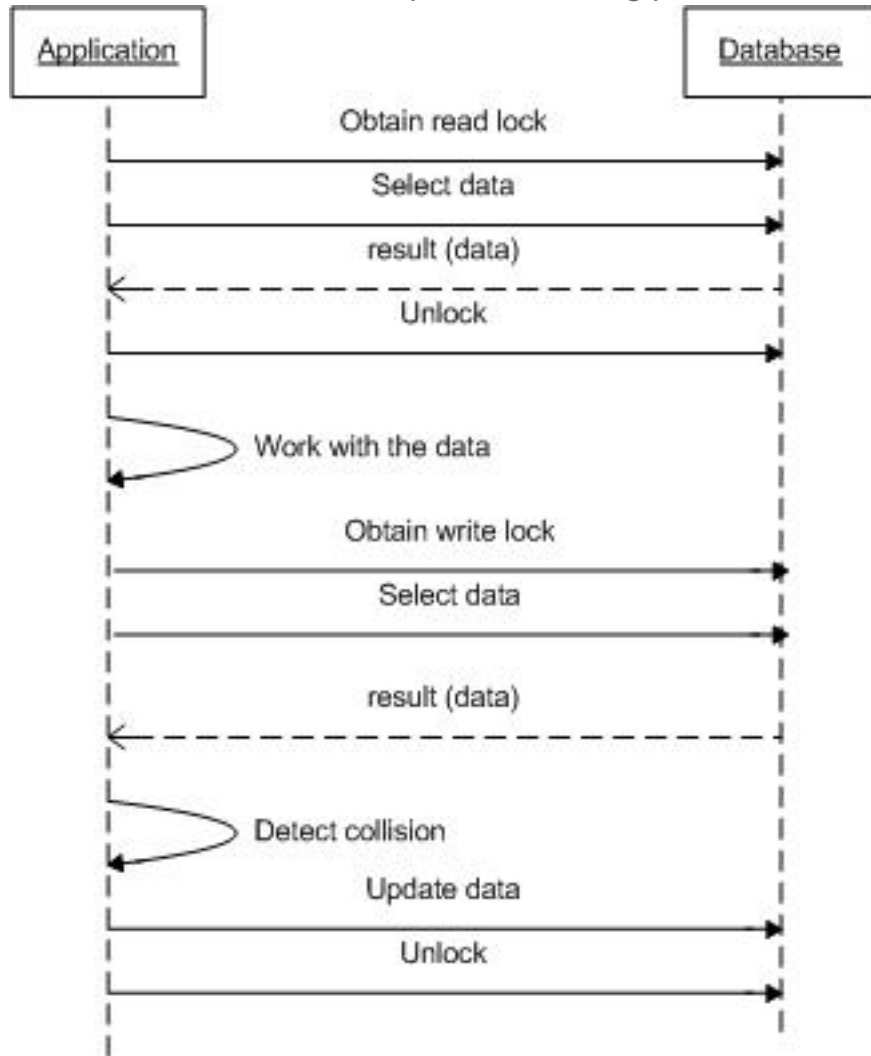 Application
Database
Obtain read lock
Select data
result (data)
Unlock
Work with the data
Obtain write lock
Select data
result (data)
Detect collision
Update data
Unlock